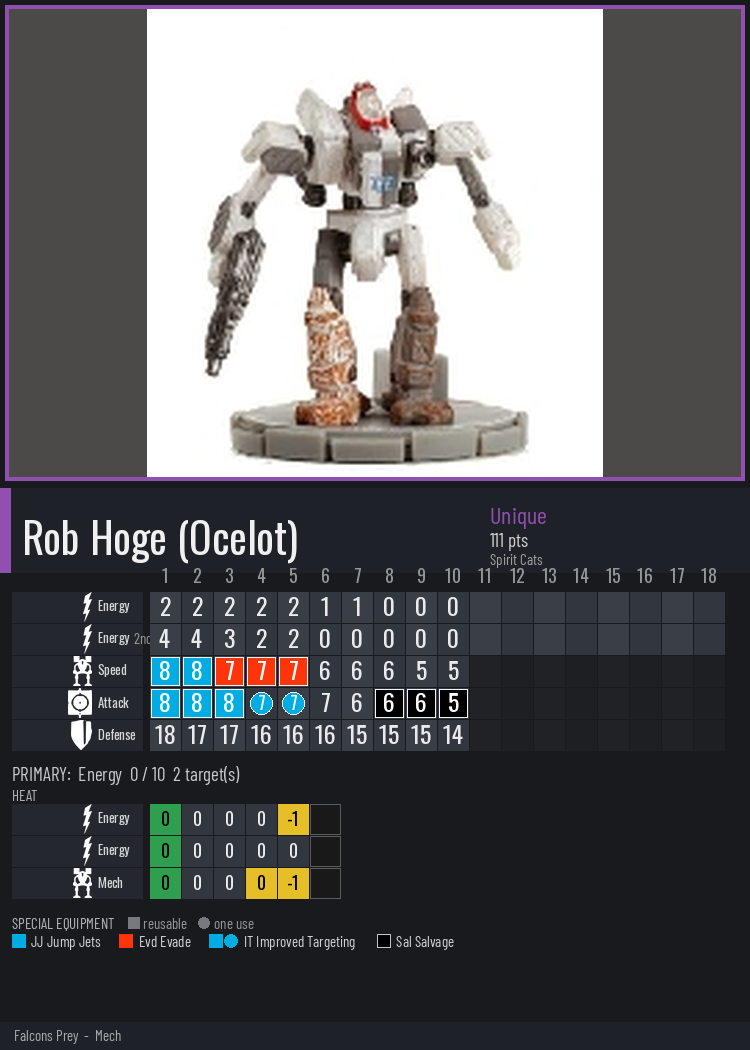 Rob Hoge (Ocelot)
Unique
111 pts
Spirit Cats
1 2 3 4 5 6 7 8 9 10 11 12 13 14 15 16 17 18
Energy 2 2 2 2 2 1 1 0 0 0
Energy 2nd 4 4 3 2 2 0 0 0 0 0
Speed 8 8 7 7 7 6 6 6 5 5
Attack 8 8 8 7 7 7 6 6 6 5
Defense 18 17 17 16 16 16 15 15 15 14
PRIMARY: Energy 0 / 10 2 target(s)
HEAT
Energy 0 0 0 0 -1
Energy 0 0 0 0 0
Mech 0 0 0 0 -1
SPECIAL EQUIPMENT reusable one use
JJ Jump Jets Evd Evade IT Improved Targeting Sal Salvage
Falcons Prey - Mech